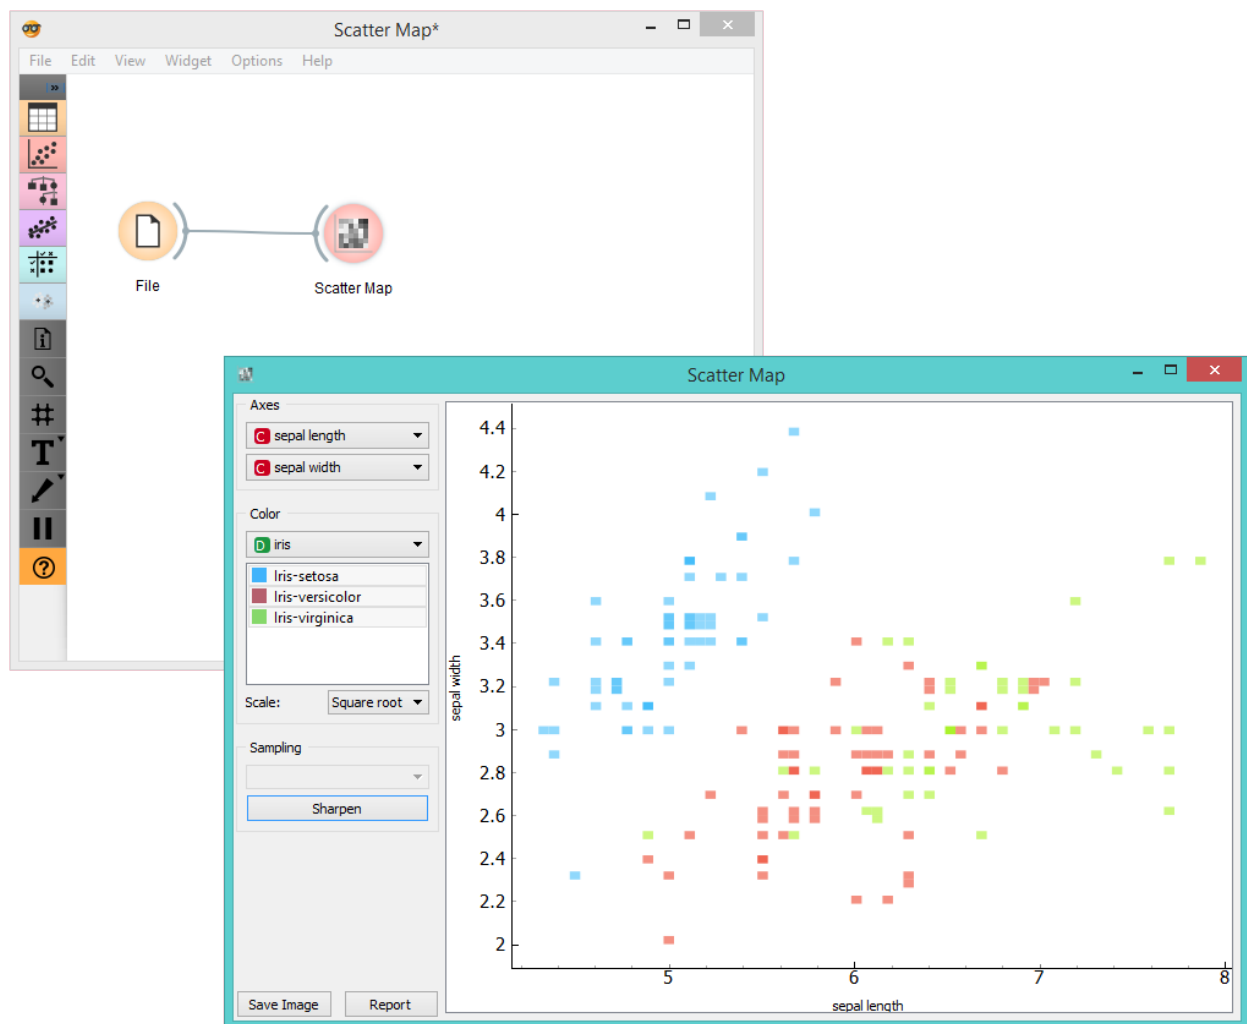 Scatter Map*
File Edit View Widget Options Help
File
Scatter Map
Scatter Map
Axes
C sepal length
C sepal width
Color
D iris
Iris-setosa
Iris-versicolor
Iris-virginica
Scale: Square root
Sampling
Sharpen
Save Image Report
sepal width
4.4
4.2
4
3.8
3.6
3.4
3.2
3
2.8
2.6
2.4
2.2
2
5 6 7 8
sepal length